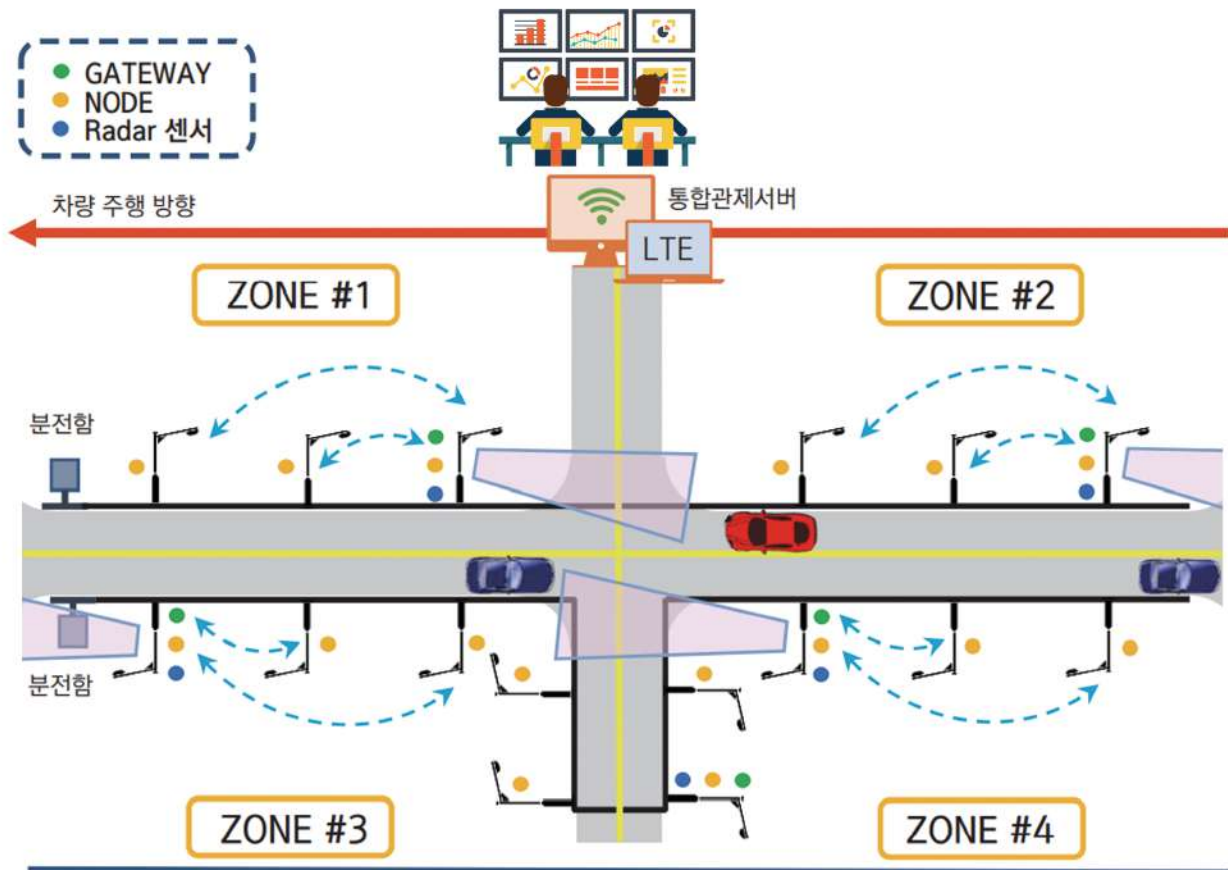 GATEWAY
NODE
Radar 센서
차량 주행 방향
통합관제서버
LTE
ZONE #1
ZONE #2
분전함
분전함
ZONE #3
ZONE #4